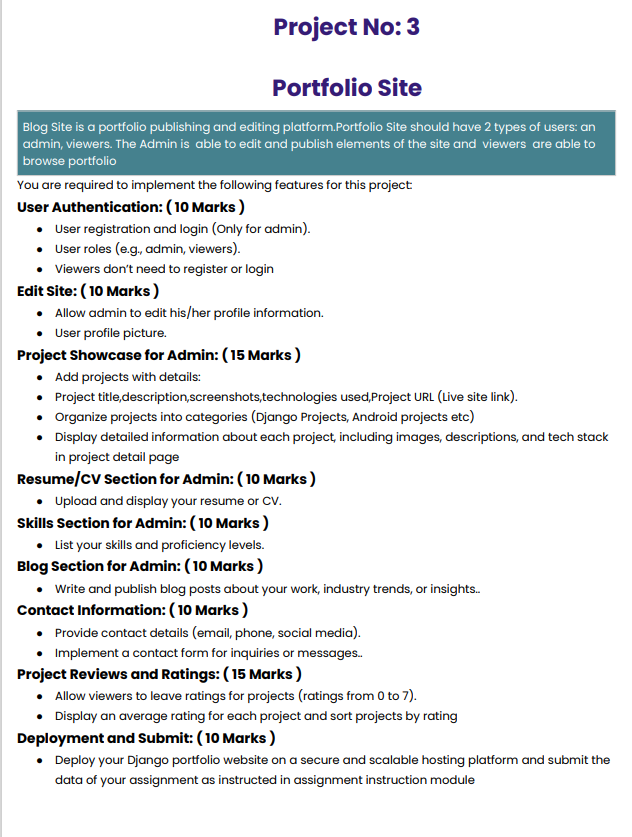 Project No: 3
Portfolio Site
Blog Site is a portfolio publishing and editing platform.Portfolio Site should have 2 types of users: an
admin, viewers. The Admin is able to edit and publish elements of the site and viewers are able to
browse portfolio
You are required to implement the following features for this project:
User Authentication: ( 10 Marks )
● User registration and login (Only for admin).
● User roles (e.g., admin, viewers).
● Viewers don’t need to register or login
Edit Site: ( 10 Marks )
● Allow admin to edit his/her profile information.
● User profile picture.
Project Showcase for Admin: ( 15 Marks )
● Add projects with details:
● Project title,description,screenshots,technologies used,Project URL (Live site link).
● Organize projects into categories (Django Projects, Android projects etc)
● Display detailed information about each project, including images, descriptions, and tech stack
in project detail page
Resume/CV Section for Admin: ( 10 Marks )
● Upload and display your resume or CV.
Skills Section for Admin: ( 10 Marks )
● List your skills and proficiency levels.
Blog Section for Admin: ( 10 Marks )
● Write and publish blog posts about your work, industry trends, or insights..
Contact Information: ( 10 Marks )
● Provide contact details (email, phone, social media).
● Implement a contact form for inquiries or messages..
Project Reviews and Ratings: ( 15 Marks )
● Allow viewers to leave ratings for projects (ratings from 0 to 7).
● Display an average rating for each project and sort projects by rating
Deployment and Submit: ( 10 Marks )
● Deploy your Django portfolio website on a secure and scalable hosting platform and submit the
data of your assignment as instructed in assignment instruction module